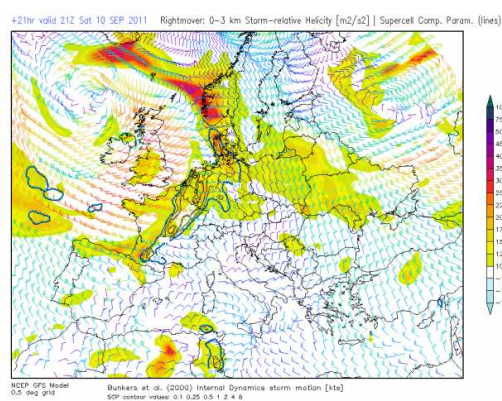 +21hr valid 21Z Sat 10 SEP 2011 Rightmover: 0-3 km Storm-relative Helicity [m2/s2] | Supercell Comp. Param. (lines)
NCEP GFS Model
0.5 deg grid
Bunkers et al. (2000) Internal Dynamics storm motion [kts]
SCP contour values: 0.1 0.25 0.5 1 2 4 8